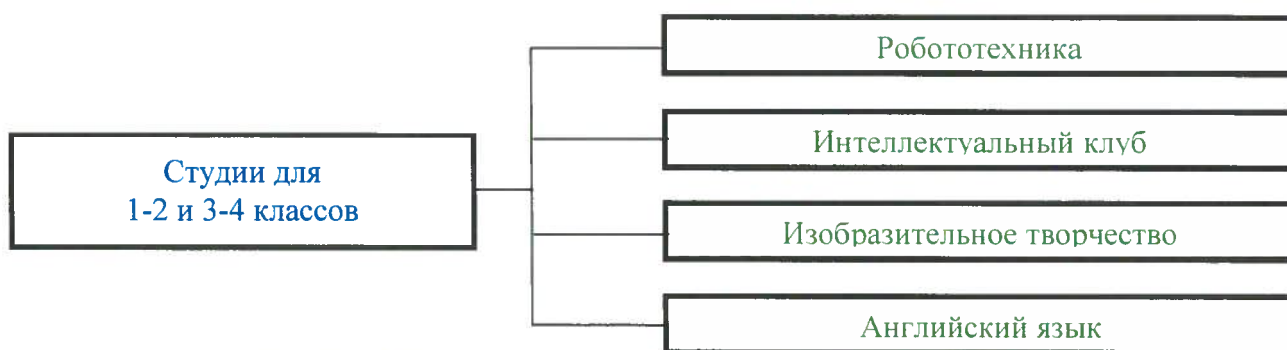 Робототехника
Интеллектуальный клуб
Студии для
1-2 и 3-4 классов
Изобразительное творчество
Английский язык